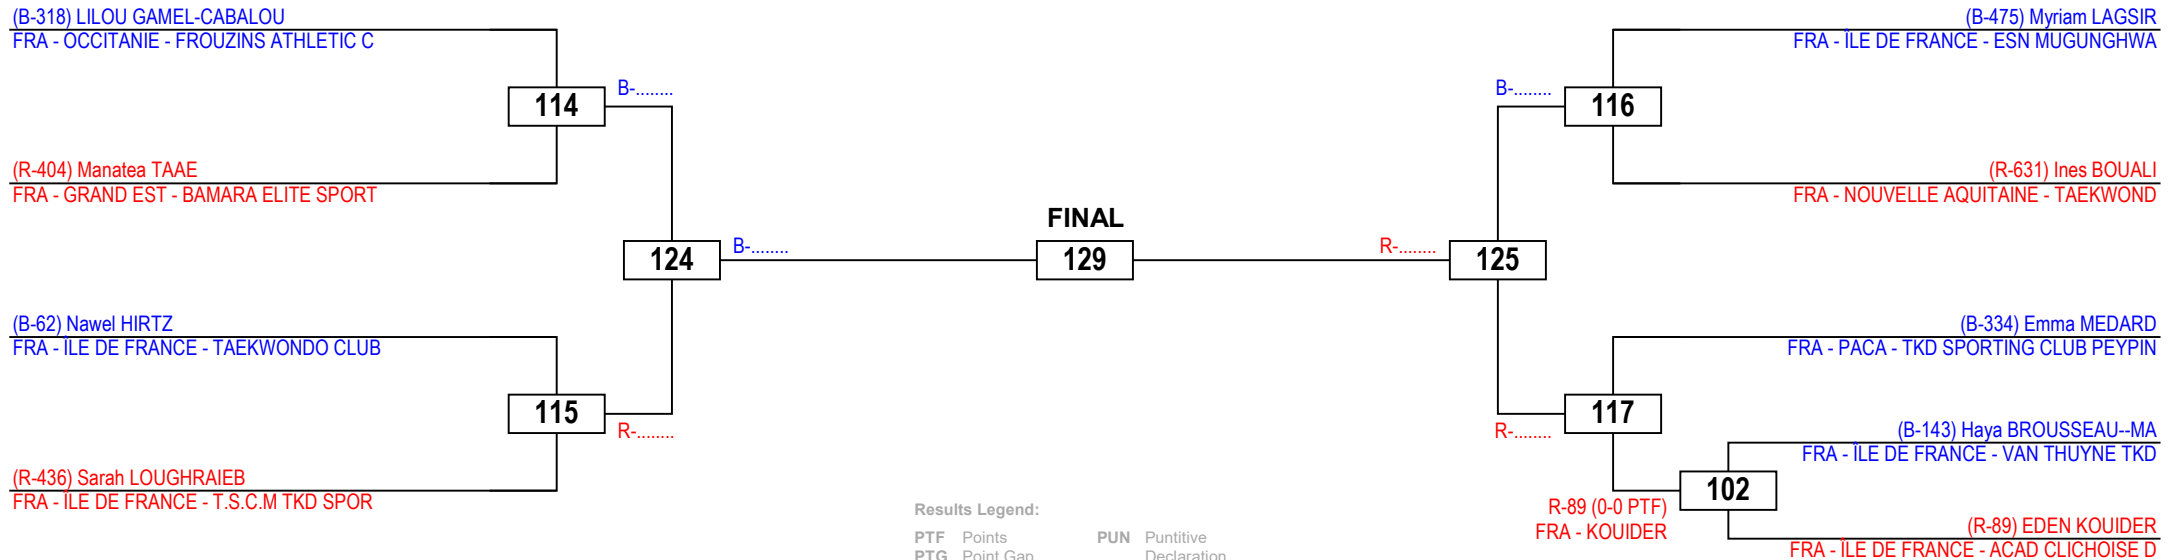 (B-318) LILOU GAMEL-CABALOU
FRA - OCCITANIE - FROUZINS ATHLETIC C
114
B-........
(R-404) Manatea TAAE
FRA - GRAND EST - BAMARA ELITE SPORT
124
B-........
(B-62) Nawel HIRTZ
FRA - ÎLE DE FRANCE - TAEKWONDO CLUB
115
R-........
(R-436) Sarah LOUGHRAIEB
FRA - ÎLE DE FRANCE - T.S.C.M TKD SPOR
FINAL
129
(B-475) Myriam LAGSIR
FRA - ÎLE DE FRANCE - ESN MUGUNGHWA
B-........
116
(R-631) Ines BOUALI
FRA - NOUVELLE AQUITAINE - TAEKWOND
R-........
125
(B-334) Emma MEDARD
FRA - PACA - TKD SPORTING CLUB PEYPIN
117
R-........
(B-143) Haya BROUSSEAU--MA
FRA - ÎLE DE FRANCE - VAN THUYNE TKD
102
R-89 (0-0 PTF)
FRA - KOUIDER
(R-89) EDEN KOUIDER
FRA - ÎLE DE FRANCE - ACAD CLICHOISE D
Results Legend:
PTF Points PUN Puntitive
PTG Point Gap Declaration